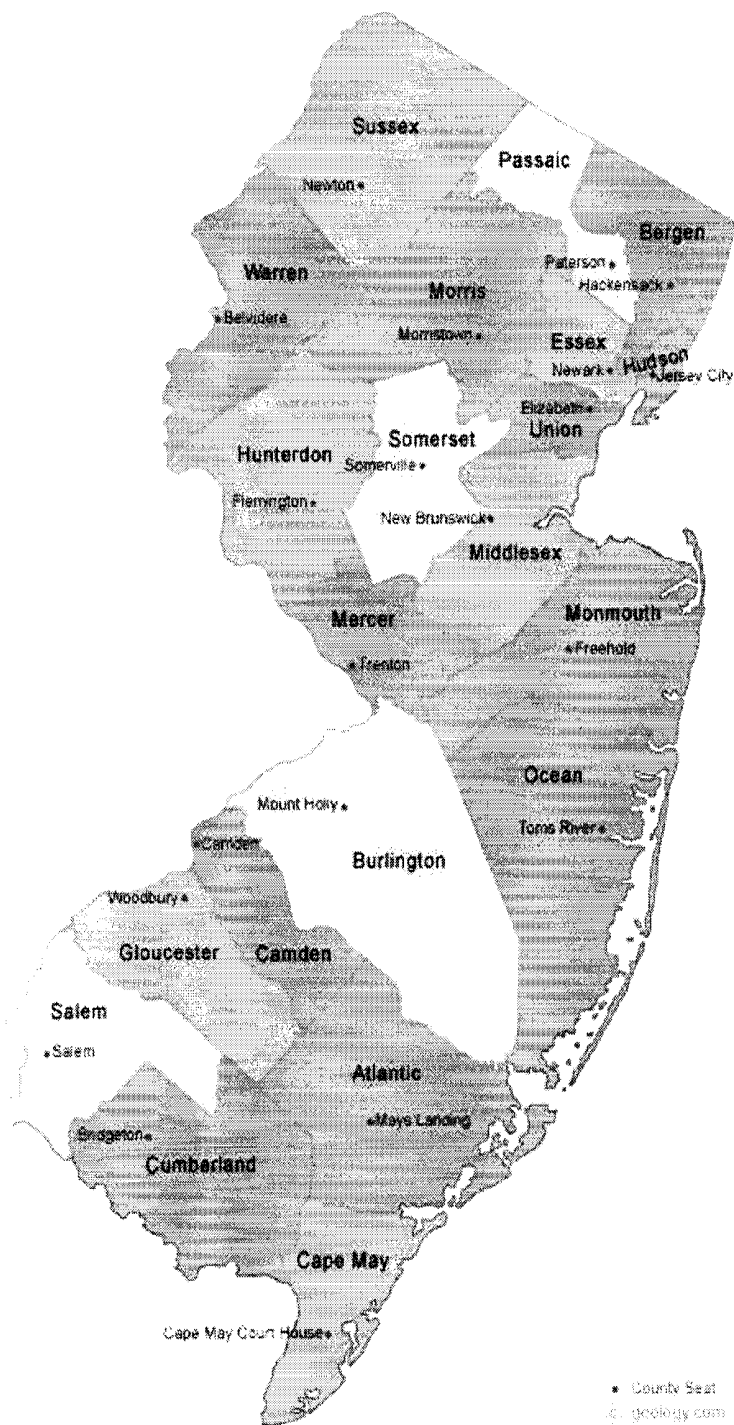 Sussex
Passaic
Newton
Bergen
Warren
Paterson
Hackensack
Morris
Belvidere
Morristown
Essex
Newark
Hudson
Jersey City
Elizabeth
Union
Somerset
Hunterdon
Somerville
Flemington
New Brunswick
Middlesex
Monmouth
Mercer
Freehold
Trenton
Ocean
Mount Holly
Toms River
Camden
Burlington
Woodbury
Gloucester
Camden
Salem
Salem
Atlantic
Mays Landing
Bridgeton
Cumberland
Cape May
Cape May Court House
County Seat
geology.com